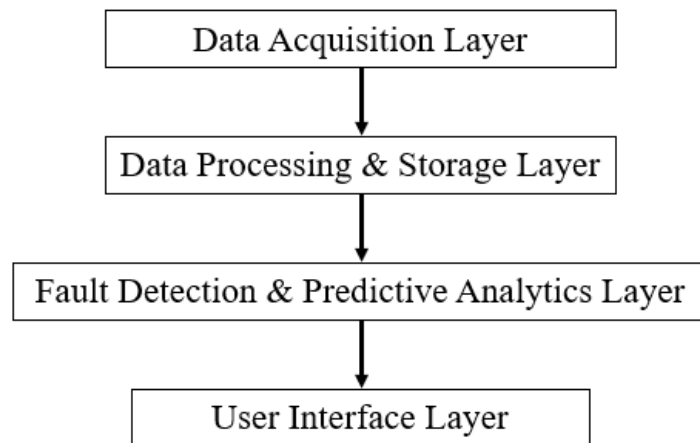 Data Acquisition Layer
Data Processing & Storage Layer
Fault Detection & Predictive Analytics Layer
User Interface Layer